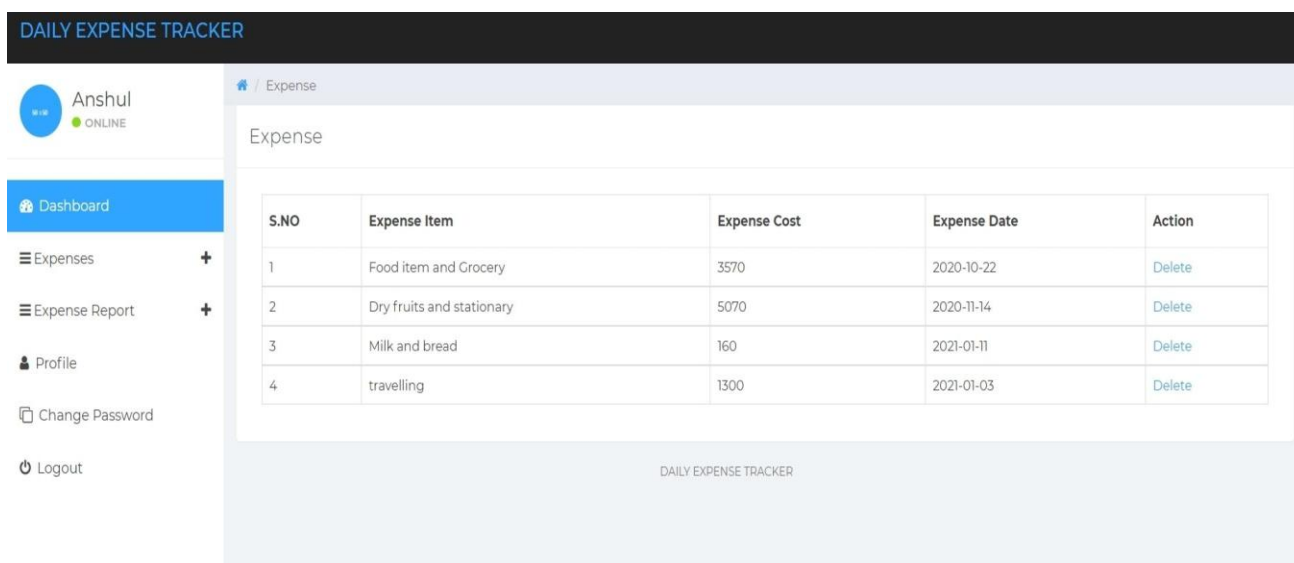 DAILY EXPENSE TRACKER
Anshul
ONLINE
Dashboard
Expenses
Expense Report
Profile
Change Password
Logout
/ Expense
Expense
S.NO Expense Item Expense Cost Expense Date Action
1 Food item and Grocery 3570 2020-10-22 Delete
2 Dry fruits and stationary 5070 2020-11-14 Delete
3 Milk and bread 160 2021-01-11 Delete
4 travelling 1300 2021-01-03 Delete
DAILY EXPENSE TRACKER